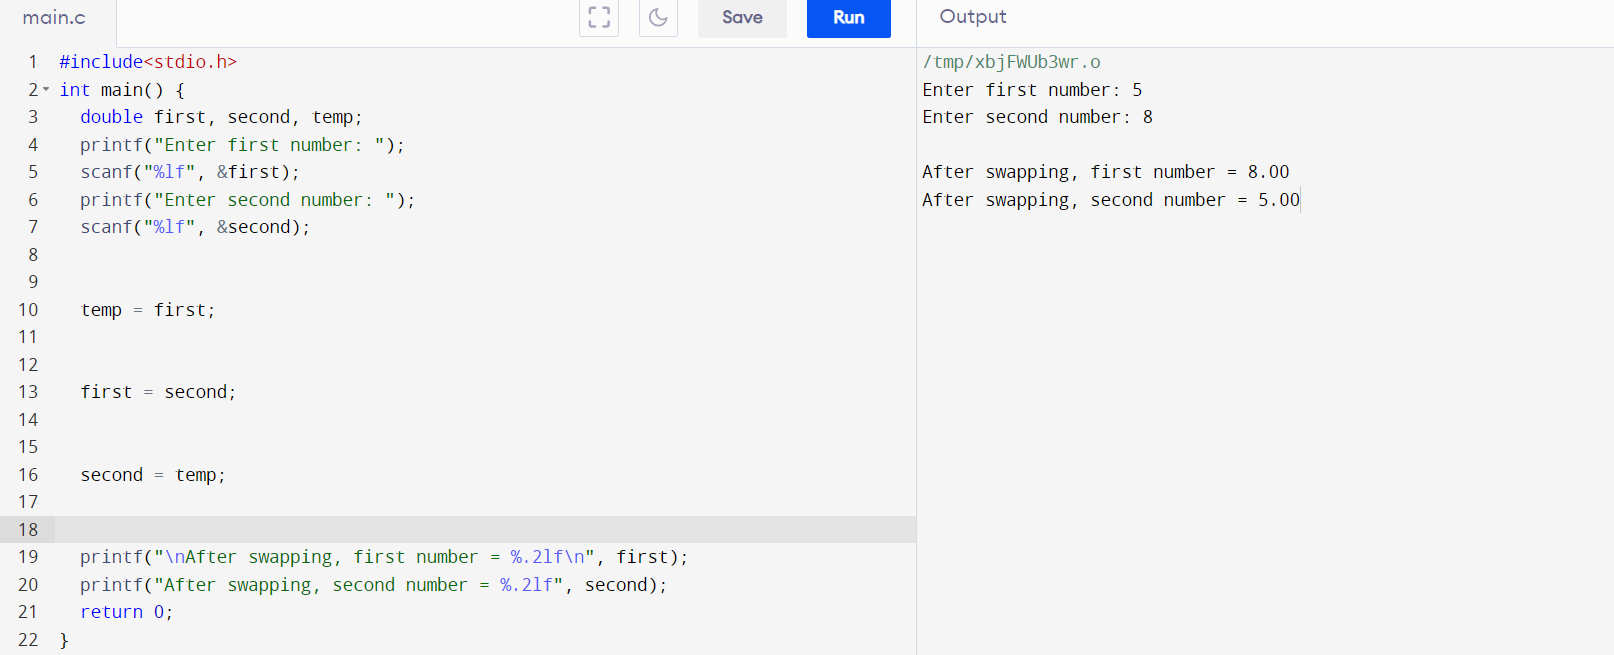 main.c
Save
Run
Output
1 #include<stdio.h>
2 int main() {
3 double first, second, temp;
4 printf("Enter first number: ");
5 scanf("%lf", &first);
6 printf("Enter second number: ");
7 scanf("%lf", &second);
8
9
10 temp = first;
11
12
13 first = second;
14
15
16 second = temp;
17
18
19 printf("\nAfter swapping, first number = %.2lf\n", first);
20 printf("After swapping, second number = %.2lf", second);
21 return 0;
22 }
/tmp/xbjFWUb3wr.o
Enter first number: 5
Enter second number: 8
After swapping, first number = 8.00
After swapping, second number = 5.00